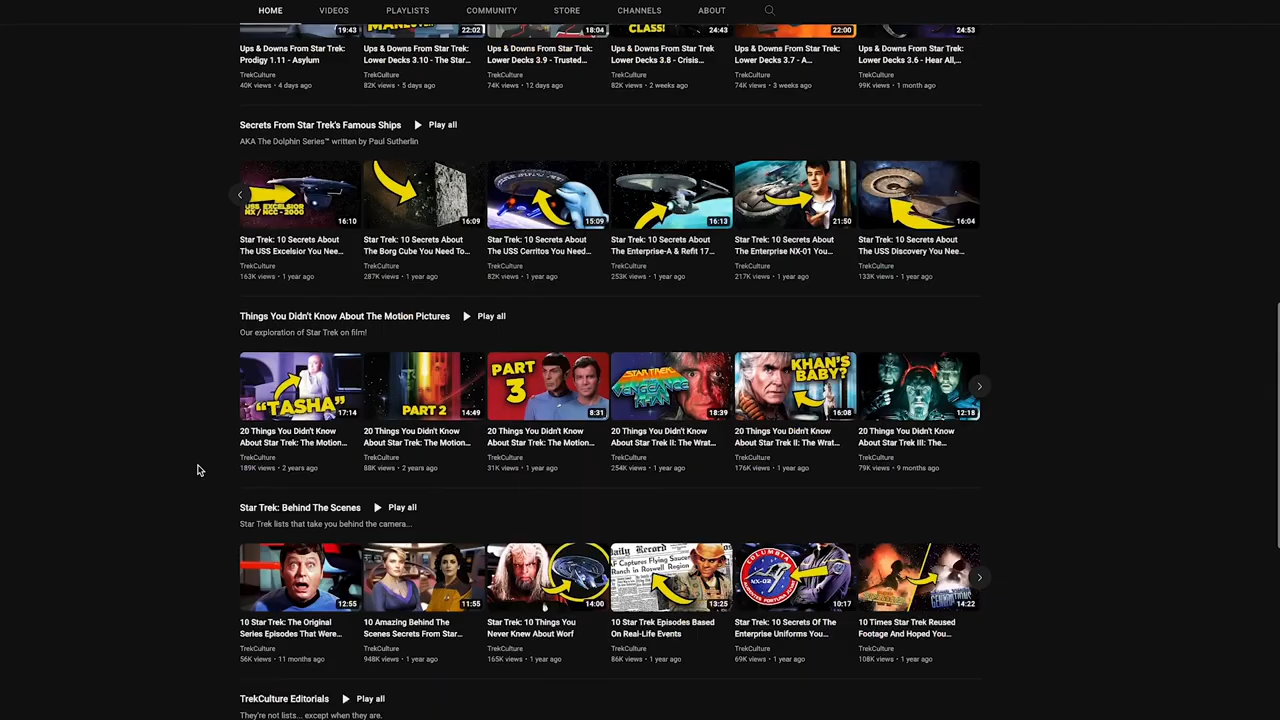 HOME VIDEOS PLAYLISTS COMMUNITY STORE CHANNELS ABOUT
19:43 22:02 18:04 CLASS! 24:43 22:00 24:53
Ups & Downs From Star Trek: Prodigy 1.11 - Asylum
TrekCulture
40K views • 4 days ago
Ups & Downs From Star Trek: Lower Decks 3.10 - The Star...
TrekCulture
82K views • 5 days ago
Ups & Downs From Star Trek: Lower Decks 3.9 - Trusted...
TrekCulture
74K views • 12 days ago
Ups & Downs From Star Trek Lower Decks 3.8 - Crisis...
TrekCulture
82K views • 2 weeks ago
Ups & Downs From Star Trek: Lower Decks 3.7 - A...
TrekCulture
74K views • 3 weeks ago
Ups & Downs From Star Trek: Lower Decks 3.6 - Hear All,...
TrekCulture
99K views • 1 month ago
Secrets From Star Trek's Famous Ships Play all
AKA The Dolphin Series™ written by Paul Sutherlin
USS EXCELSIOR
NX / NCC - 2000
16:10 16:09 15:09 16:13 21:50 16:04
Star Trek: 10 Secrets About
The USS Excelsior You Nee...
TrekCulture
163K views • 1 year ago
Star Trek: 10 Secrets About
The Borg Cube You Need To...
TrekCulture
287K views • 1 year ago
Star Trek: 10 Secrets About
The USS Cerritos You Need...
TrekCulture
82K views • 1 year ago
Star Trek: 10 Secrets About
The Enterprise-A & Refit 17...
TrekCulture
253K views • 1 year ago
Star Trek: 10 Secrets About
The Enterprise NX-01 You...
TrekCulture
217K views • 1 year ago
Star Trek: 10 Secrets About
The USS Discovery You Nee...
TrekCulture
133K views • 1 year ago
Things You Didn't Know About The Motion Pictures Play all
Our exploration of Star Trek on film!
"TASHA" 17:14
PART 2 14:49
PART
3
8:31
STAR TREK
VENGEANCE
KHAN
18:39
KHAN'S
BABY?
16:08
12:18
20 Things You Didn't Know
About Star Trek: The Motion...
TrekCulture
189K views • 2 years ago
20 Things You Didn't Know
About Star Trek: The Motion...
TrekCulture
88K views • 2 years ago
20 Things You Didn't Know
About Star Trek: The Motion...
TrekCulture
31K views • 1 year ago
20 Things You Didn't Know
About Star Trek II: The Wrat...
TrekCulture
254K views • 1 year ago
20 Things You Didn't Know
About Star Trek II: The Wrat...
TrekCulture
176K views • 1 year ago
20 Things You Didn't Know
About Star Trek III: The...
TrekCulture
79K views • 9 months ago
Star Trek: Behind The Scenes Play all
Star Trek lists that take you behind the camera...
12:55 11:55 14:00
Daily Record
Captures Flying Saucer
Ranch in Roswell Region
13:25
COLUMBIA
NX-02
10:17
GENERATIONS
14:22
10 Star Trek: The Original
Series Episodes That Were...
TrekCulture
56K views • 11 months ago
10 Amazing Behind The
Scenes Secrets From Star...
TrekCulture
948K views • 1 year ago
Star Trek: 10 Things You
Never Knew About Worf
TrekCulture
165K views • 1 year ago
10 Star Trek Episodes Based
On Real-Life Events
TrekCulture
86K views • 1 year ago
Star Trek: 10 Secrets Of The
Enterprise Uniforms You...
TrekCulture
69K views • 1 year ago
10 Times Star Trek Reused
Footage And Hoped You...
TrekCulture
108K views • 1 year ago
TrekCulture Editorials Play all
They're not lists... except when they are.